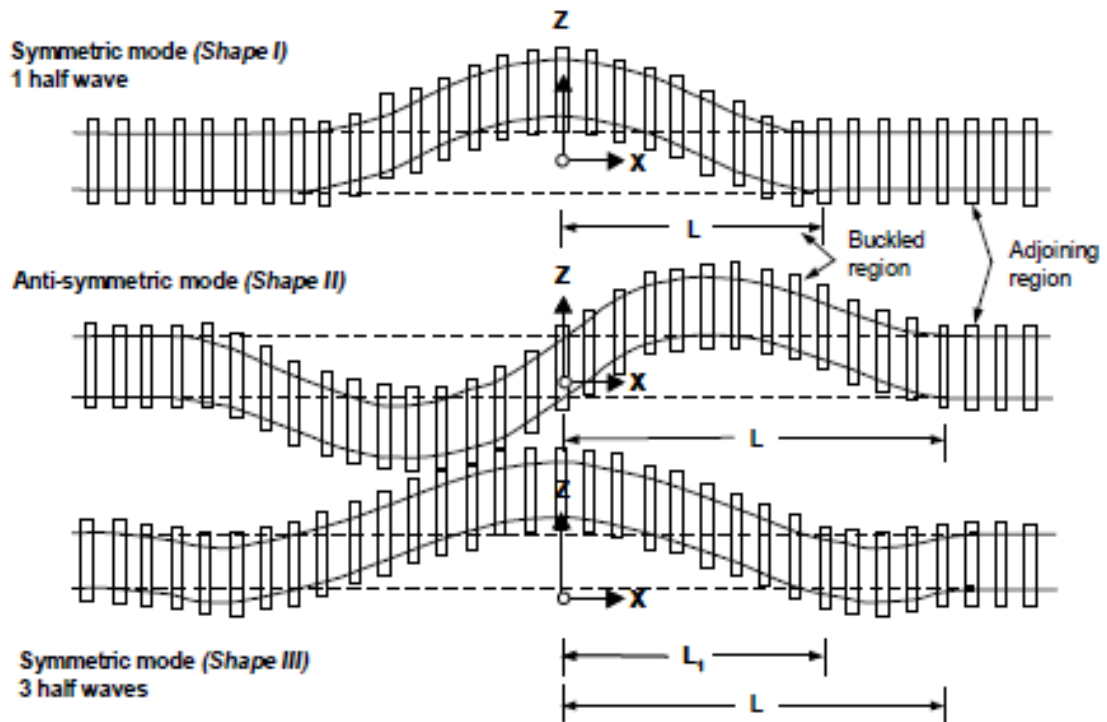 Z
Symmetric mode (Shape I)
1 half wave
X
L
Buckled
region
Adjoining
region
Anti-symmetric mode (Shape II)
Z
X
L
Z
X
Symmetric mode (Shape III)
3 half waves
L₁
L